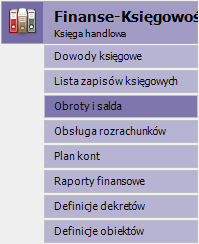 Finanse-Księgowoś
Księga handlowa
Dowody księgowe
Lista zapisów księgowych
Obroty i salda
Obsługa rozrachunków
Plan kont
Raporty finansowe
Definicje dekretów
Definicje obiektów